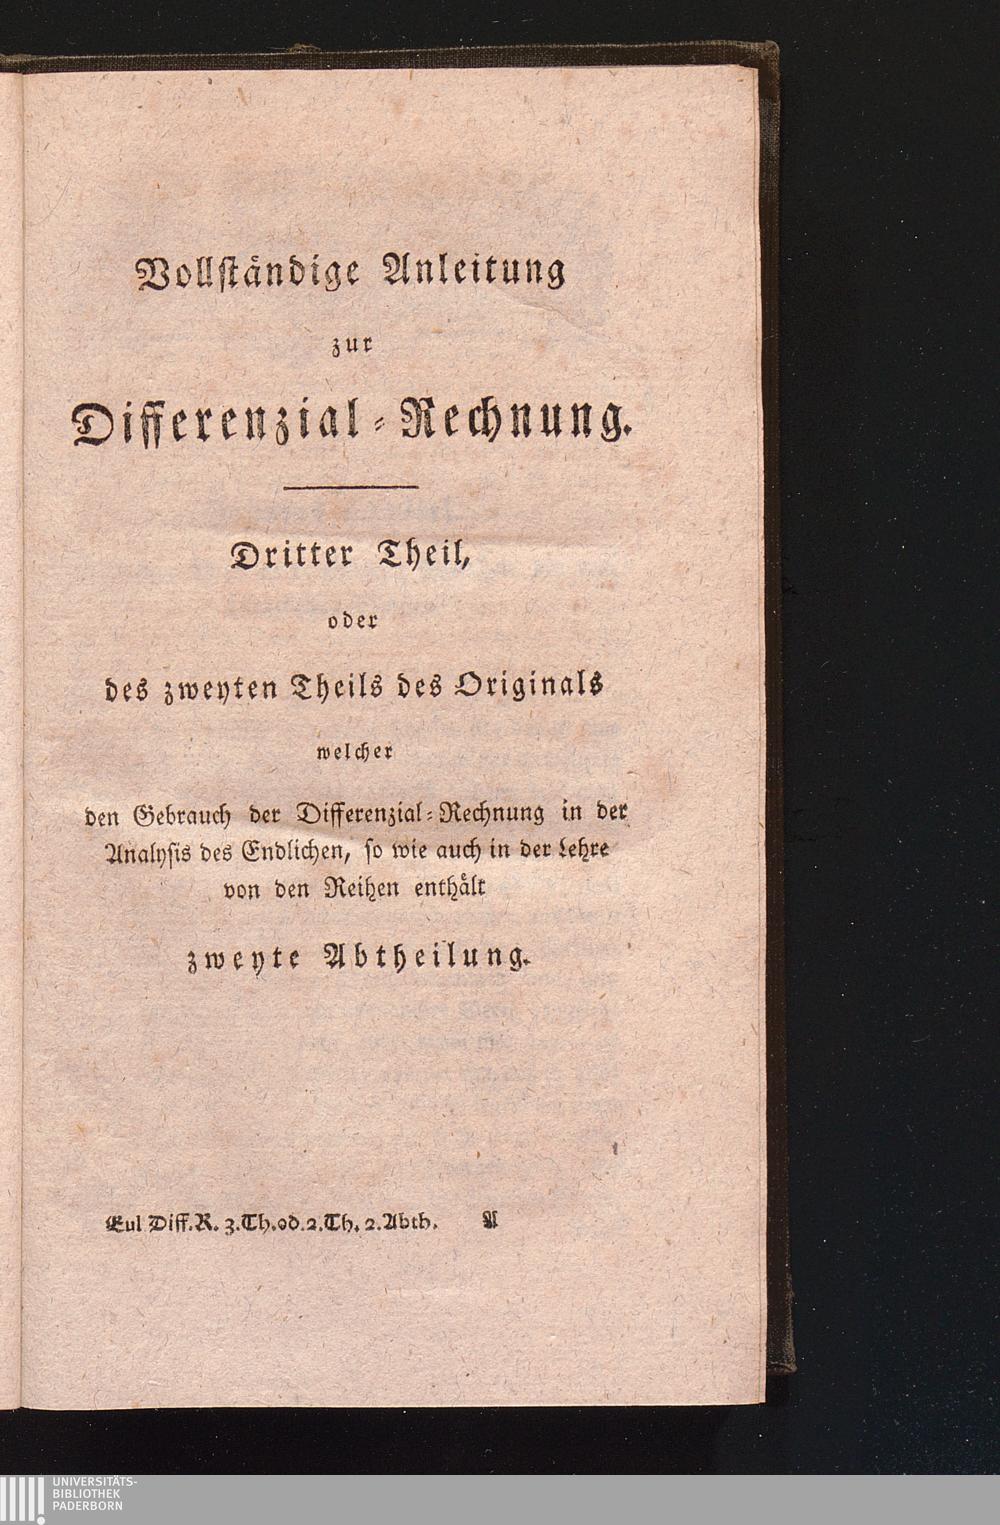 Vollständige Anleitung
zur
Differenzial-Rechnung.
Dritter Theil,
oder
des zweyten Theils des Originals
welcher
den Gebrauch der Differenzial-Rechnung in der
Analysis des Endlichen, so wie auch in der Lehre
von den Reihen enthält
zweyte Abtheilung.
Eul Diff.R. 3.Th.od.2.Th. 2.Abth. A
UNIVERSITÄTS-
BIBLIOTHEK
PADERBORN